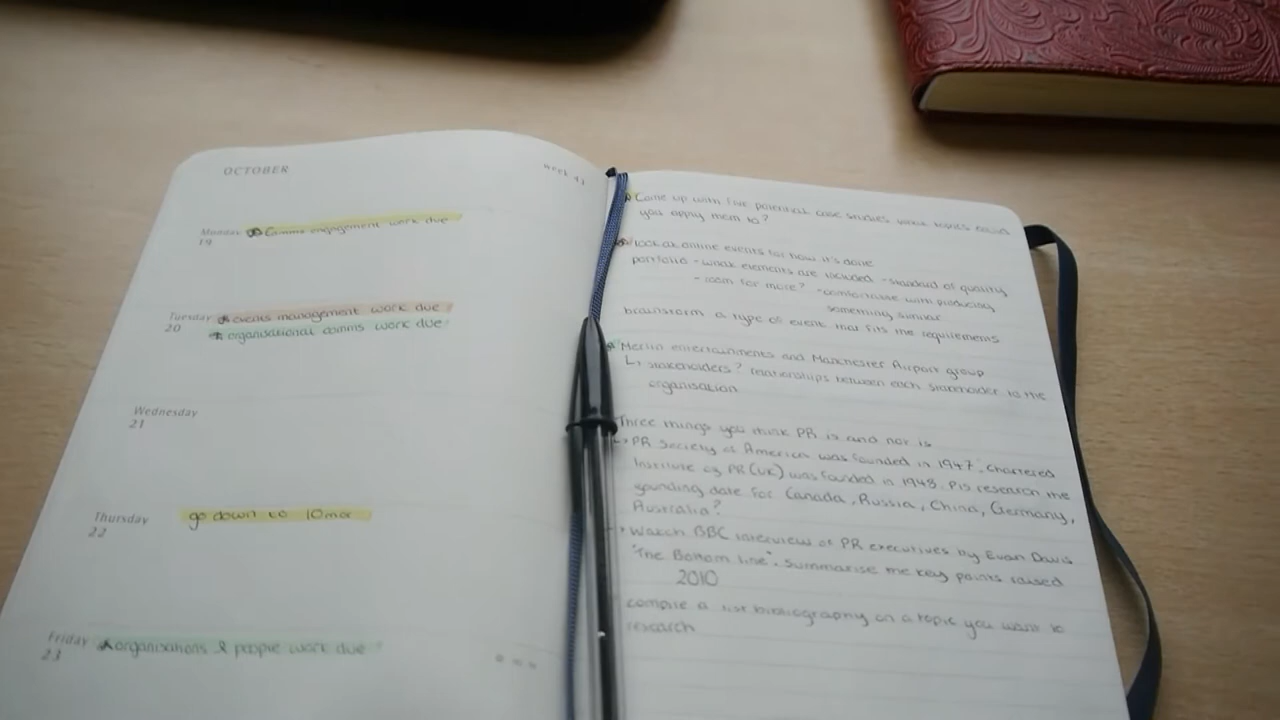 OCTOBER
Week 41
Monday
19
Comms engagement work due
Tuesday
20
events management work due
organisational comms work due
Wednesday
21
Thursday
22
go down to 10mgr
Friday
23
organisations & people work due
Come up with five potential case studies what topics could
you apply them to?
look at online events for how it's done
portfolio - what elements are included - standard of quality
- room for more? - comfortable with producing
something similar
brainstorm a type of event that fits the requirements
Merlin entertainments and Manchester Airport group
↳ stakeholders? relationships between each stakeholder to the
organisation
Three things you think PR is and not is
PR Society of America was founded in 1947. Chartered
Institute of PR (UK) was founded in 1948. Pls research the
founding date for Canada, Russia, China, Germany,
Australia?
Watch BBC interview of PR executives by Evan Davis
"The Bottom line". Summarise the key points raised
2010
compile a list bibliography on a topic you want to
research